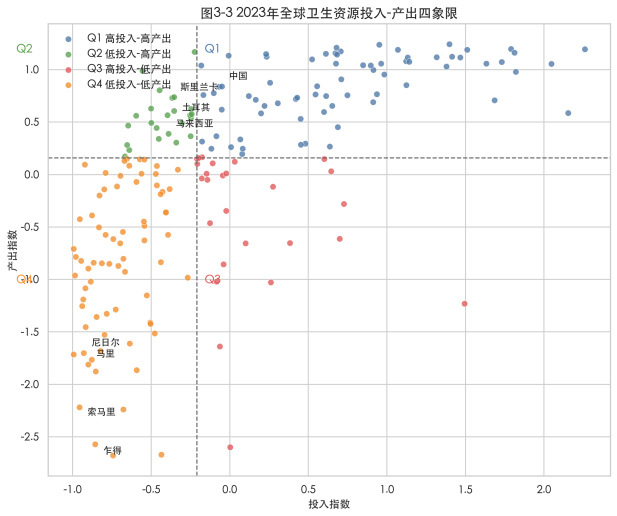 图3-3 2023年全球卫生资源投入-产出四象限
Q1 高投入-高产出
Q2 低投入-高产出
Q3 高投入-低产出
Q4 低投入-低产出
Q2
Q1
Q4
Q3
中国
斯里兰卡
土耳其
马来西亚
尼日尔
马里
索马里
乍得
产出指数
1.0
0.5
0.0
-0.5
-1.0
-1.5
-2.0
-2.5
-1.0
-0.5
0.0
0.5
1.0
1.5
2.0
投入指数